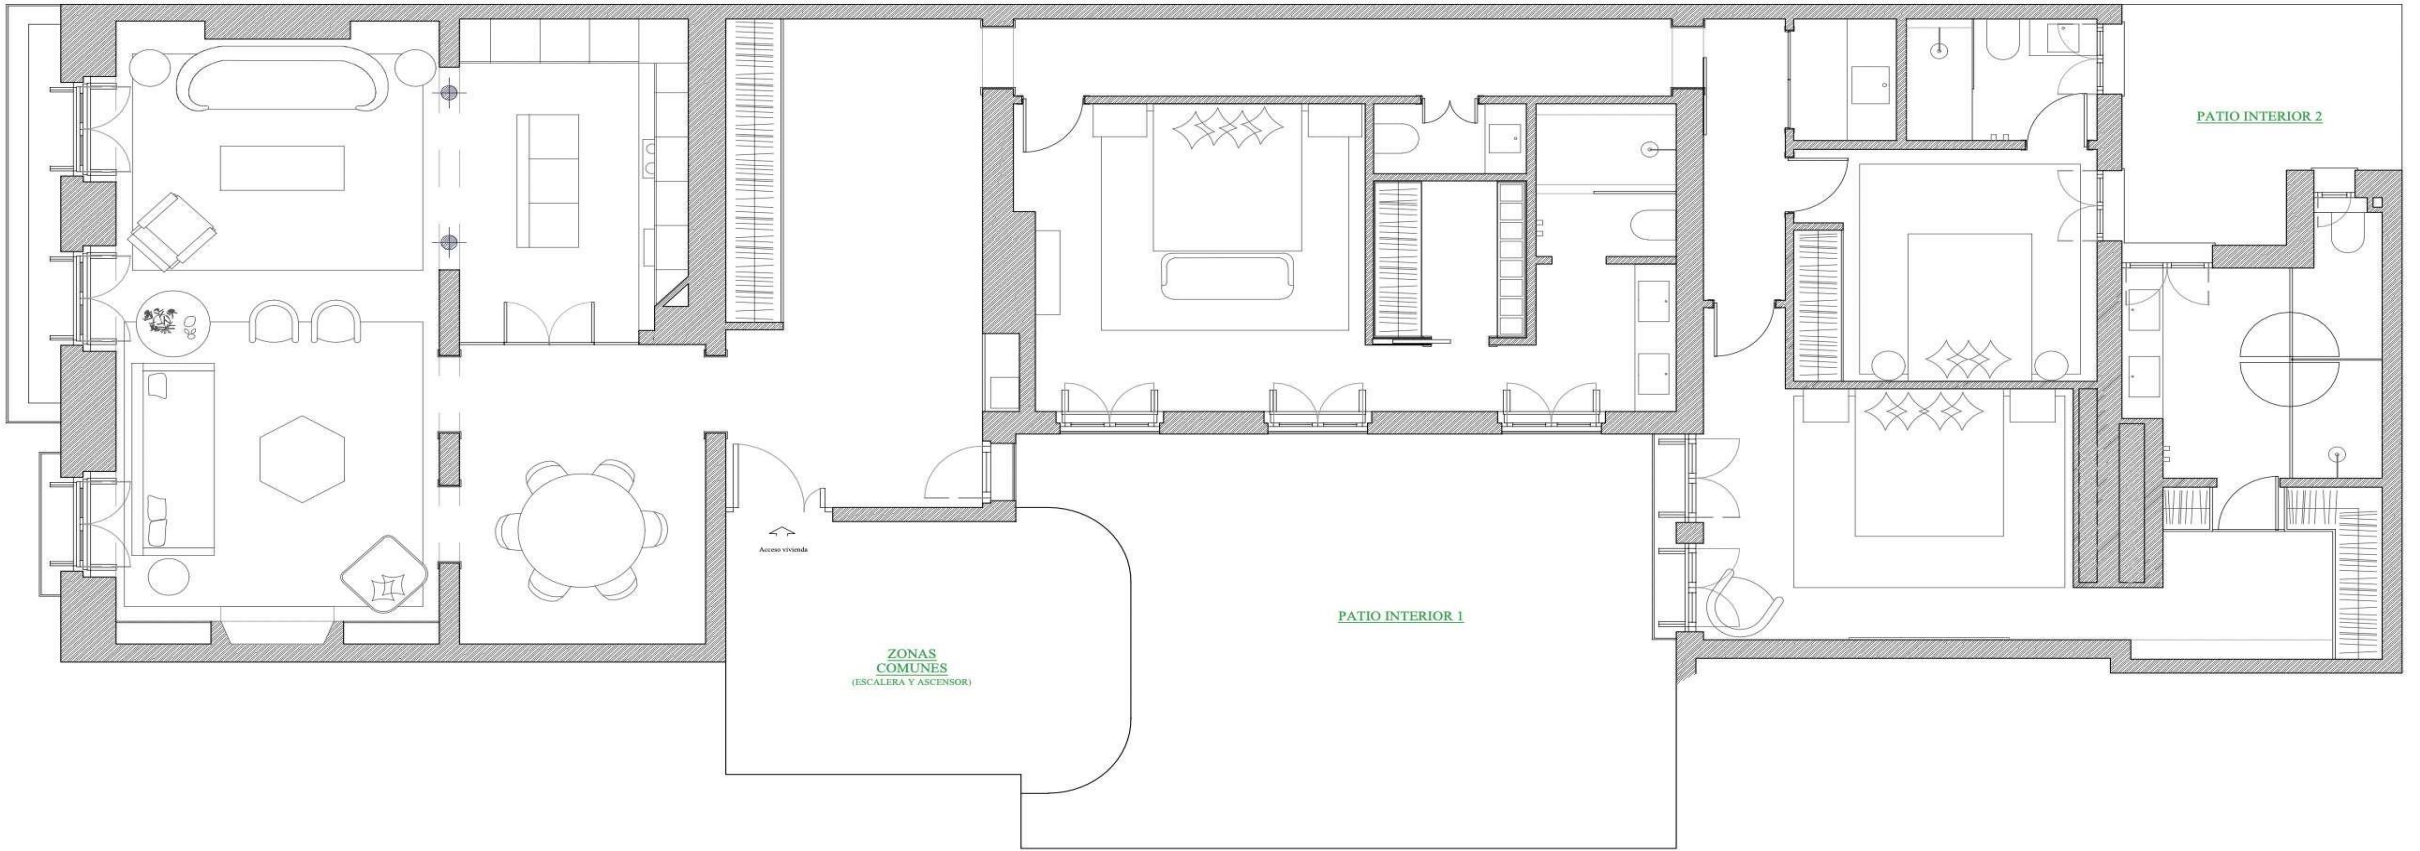 PATIO INTERIOR 2
Acceso vivienda
PATIO INTERIOR 1
ZONAS
COMUNES
(ESCALERA Y ASCENSOR)